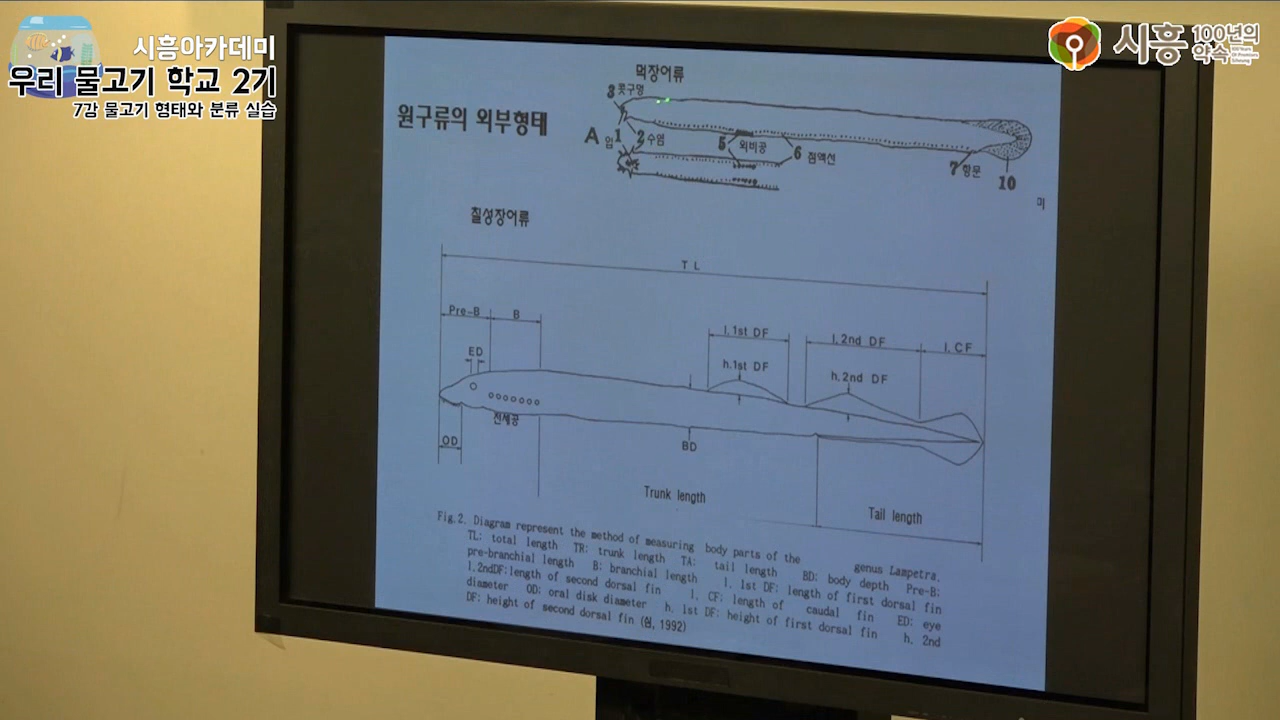 시흥아카데미
우리 물고기 학교 2기
7강 물고기 형태와 분류 실습
시흥 100년의 약속
원구류의 외부형태
먹장어류
3 콧구멍
A 입 1 2 수염 5 외비공 6 점액선 7 항문 10
미
칠성장어류
TL
Pre-B B l. 1st DF l. 2nd DF l. CF
ED h. 1st DF h. 2nd DF
OD BD
Trunk length Tail length
Fig.2. Diagram represent the method of measuring body parts of the genus Lampetra.
TL: total length TR: trunk length TA: tail length BD: body depth Pre-B:
pre-branchial length B: branchial length l. 1st DF: length of first dorsal fin
l.2ndDF:length of second dorsal fin l. CF: length of caudal fin ED: eye
diameter OD: oral disk diameter h. 1st DF: height of first dorsal fin h. 2nd
DF: height of second dorsal fin (심, 1992)